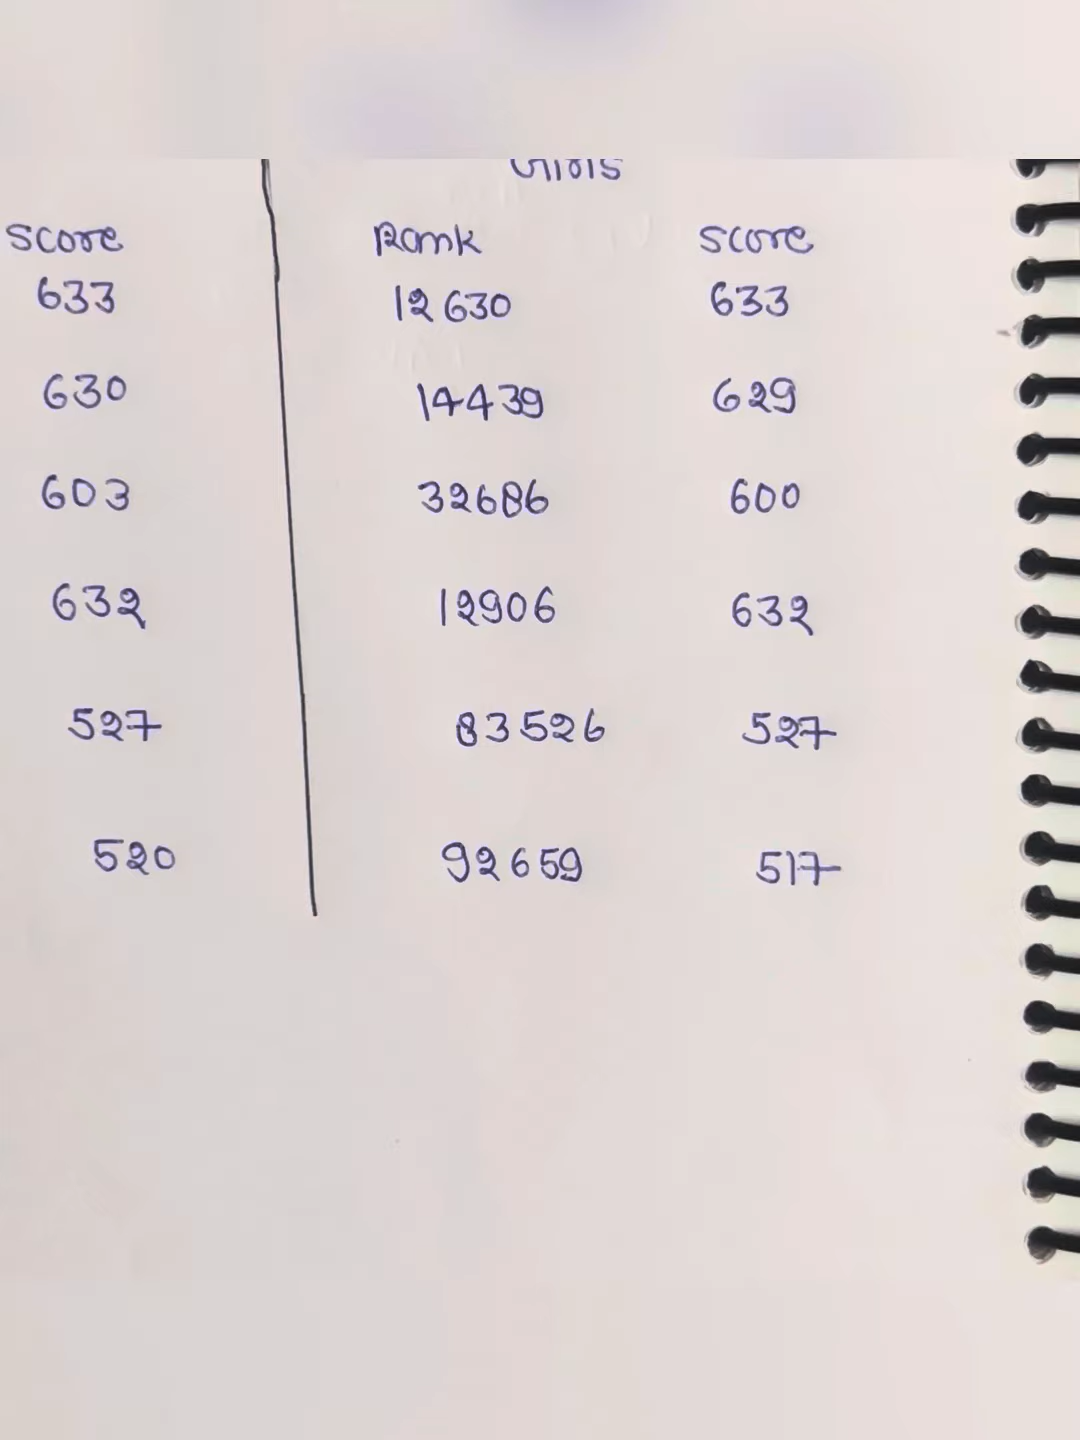 Score Rank Score
633 12630 633
630 14439 629
603 32686 600
632 12906 632
527 83526 527
520 92659 517